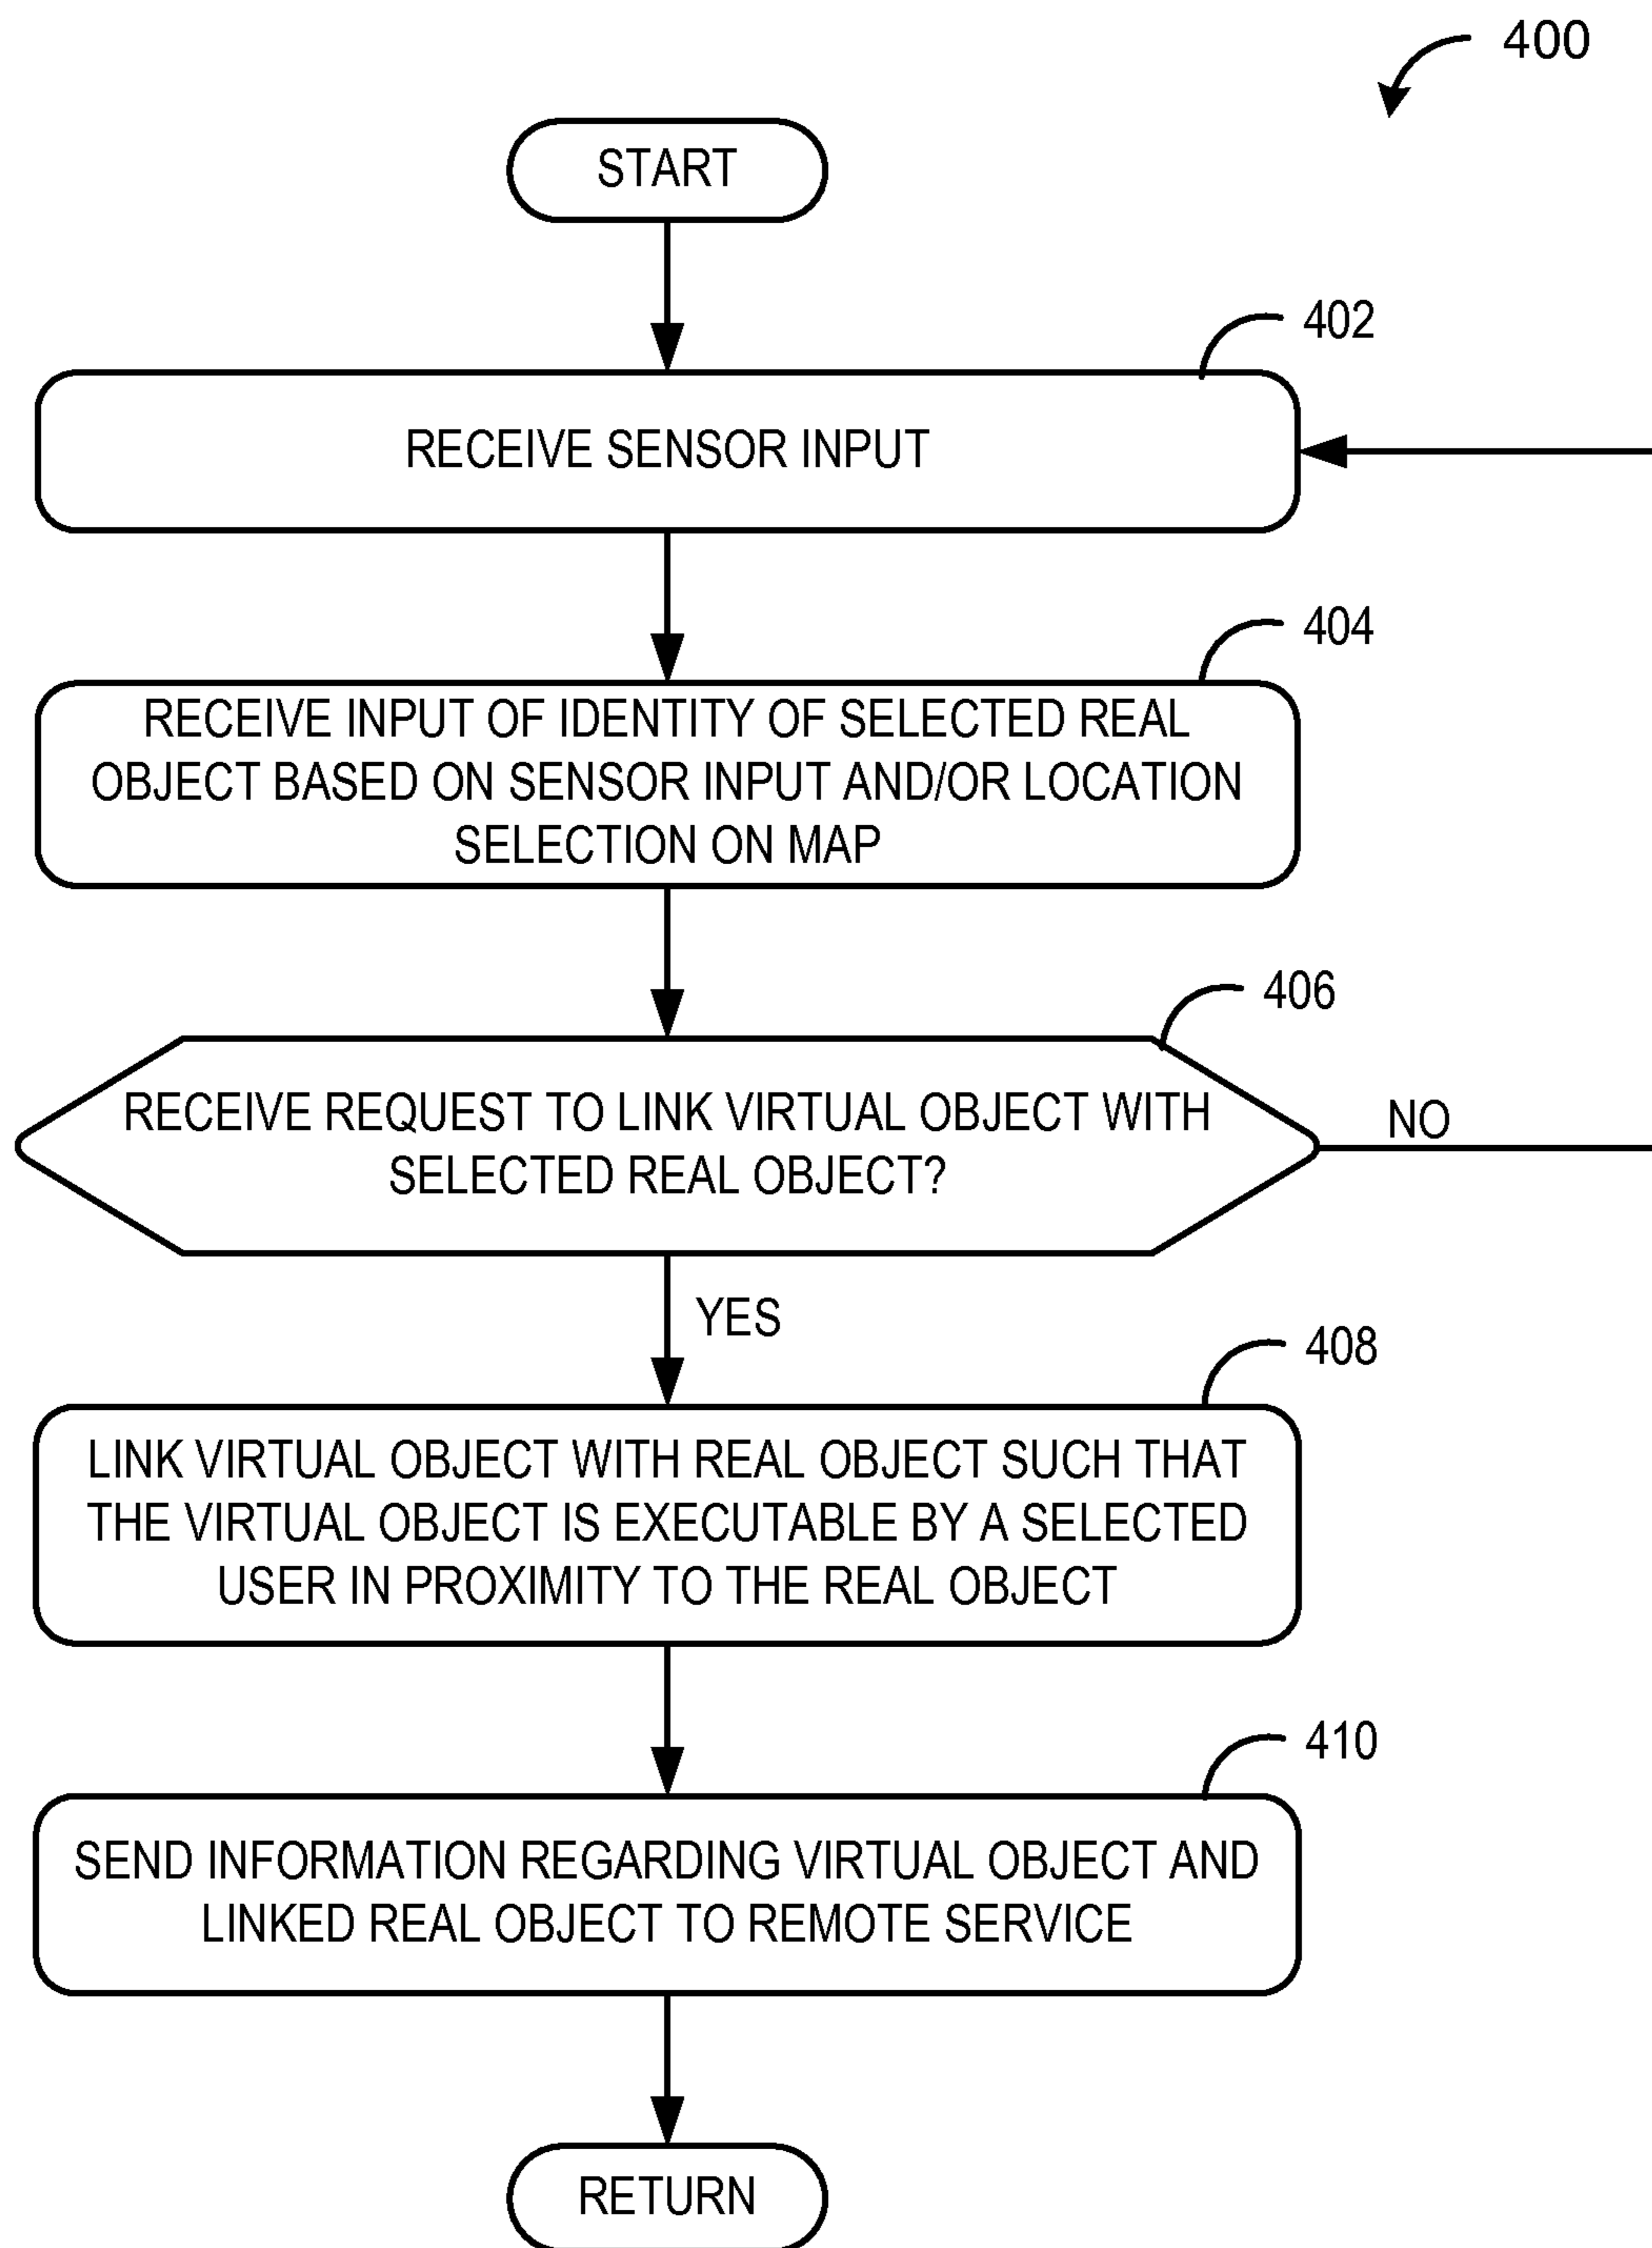 400
START
402
RECEIVE SENSOR INPUT
404
RECEIVE INPUT OF IDENTITY OF SELECTED REAL
OBJECT BASED ON SENSOR INPUT AND/OR LOCATION
SELECTION ON MAP
406
RECEIVE REQUEST TO LINK VIRTUAL OBJECT WITH
SELECTED REAL OBJECT?
NO
YES
408
LINK VIRTUAL OBJECT WITH REAL OBJECT SUCH THAT
THE VIRTUAL OBJECT IS EXECUTABLE BY A SELECTED
USER IN PROXIMITY TO THE REAL OBJECT
410
SEND INFORMATION REGARDING VIRTUAL OBJECT AND
LINKED REAL OBJECT TO REMOTE SERVICE
RETURN